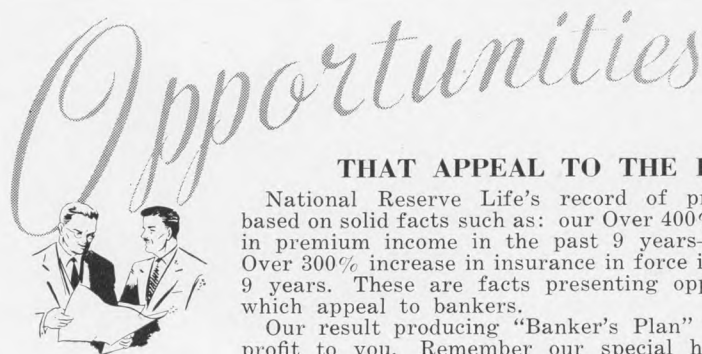 Opportunities
THAT APPEAL TO THE
National Reserve Life's record of
based on solid facts such as: our Over 400%
in premium income in the past 9 years—
Over 300% increase in insurance in force
9 years. These are facts presenting
which appeal to bankers.
Our result producing "Banker's Plan"
profit to you. Remember our special